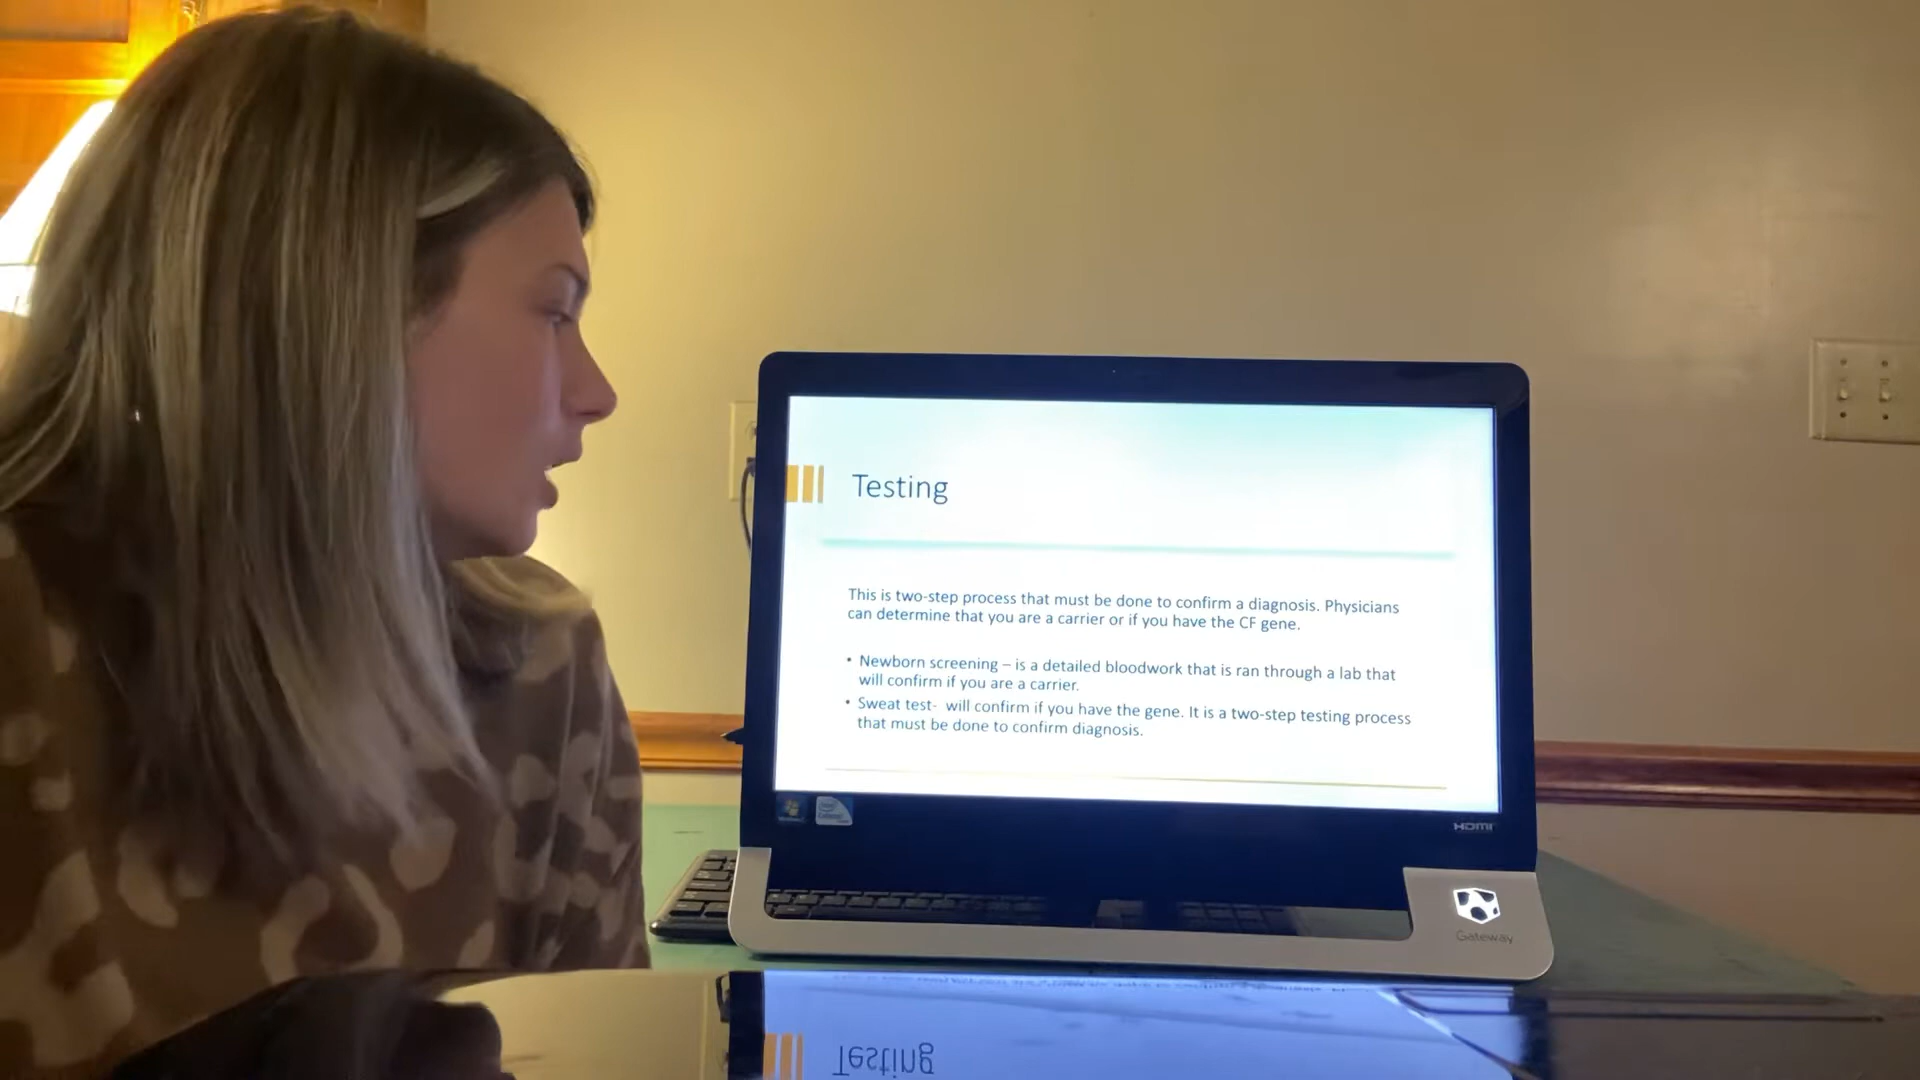 Testing
This is two-step process that must be done to confirm a diagnosis. Physicians
can determine that you are a carrier or if you have the CF gene.
• Newborn screening – is a detailed bloodwork that is ran through a lab that
will confirm if you are a carrier.
• Sweat test- will confirm if you have the gene. It is a two-step testing process
that must be done to confirm diagnosis.
HDMI
Gateway
Testing